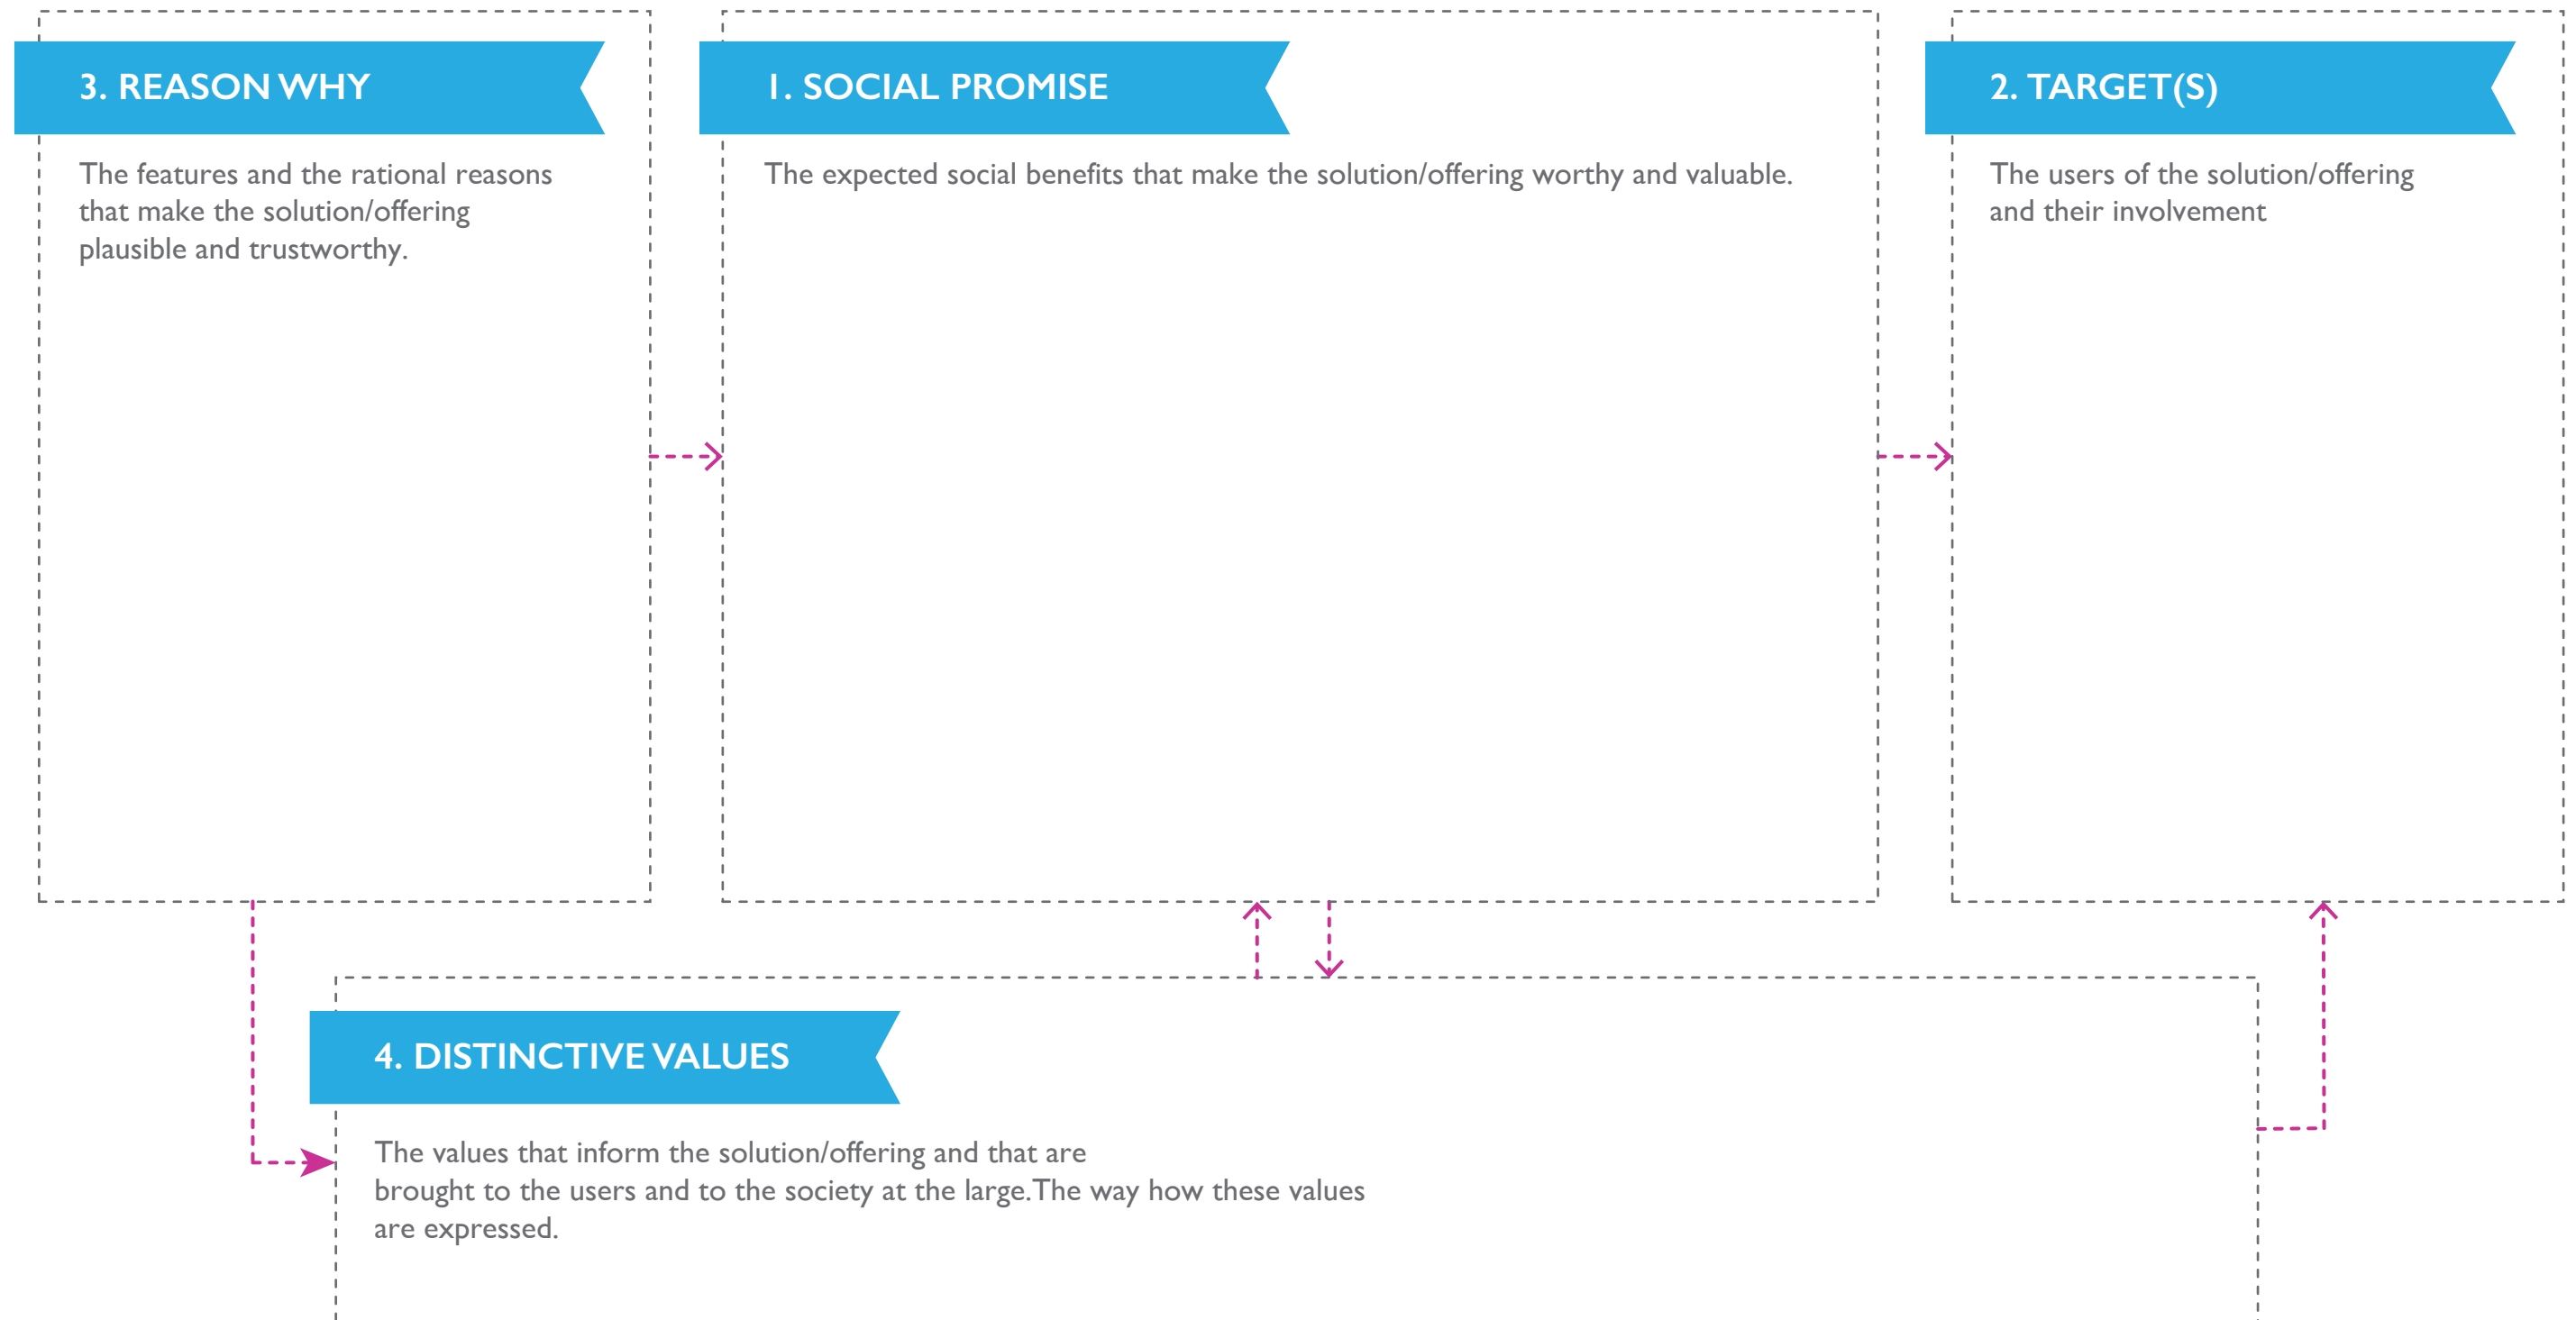 3. REASON WHY
The features and the rational reasons
that make the solution/offering
plausible and trustworthy.
1. SOCIAL PROMISE
The expected social benefits that make the solution/offering worthy and valuable.
2. TARGET(S)
The users of the solution/offering
and their involvement
4. DISTINCTIVE VALUES
The values that inform the solution/offering and that are
brought to the users and to the society at the large.The way how these values
are expressed.